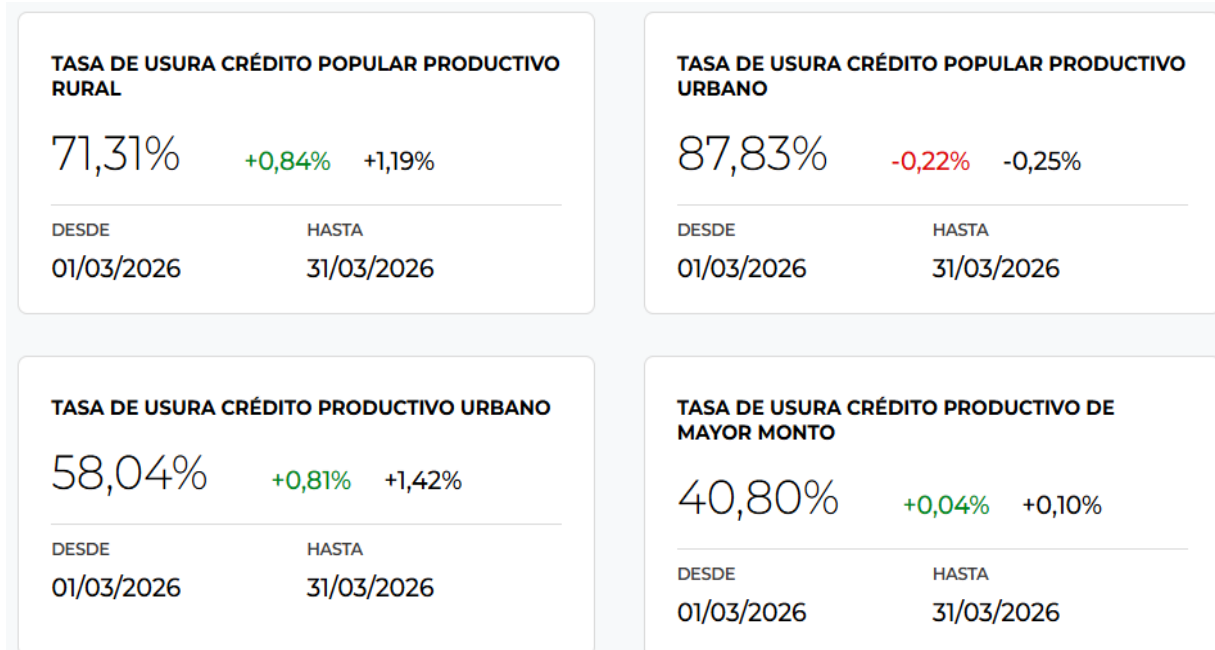 TASA DE USURA CRÉDITO POPULAR PRODUCTIVO
RURAL
71,31% +0,84% +1,19%
DESDE HASTA
01/03/2026 31/03/2026
TASA DE USURA CRÉDITO POPULAR PRODUCTIVO
URBANO
87,83% -0,22% -0,25%
DESDE HASTA
01/03/2026 31/03/2026
TASA DE USURA CRÉDITO PRODUCTIVO URBANO
58,04% +0,81% +1,42%
DESDE HASTA
01/03/2026 31/03/2026
TASA DE USURA CRÉDITO PRODUCTIVO DE
MAYOR MONTO
40,80% +0,04% +0,10%
DESDE HASTA
01/03/2026 31/03/2026